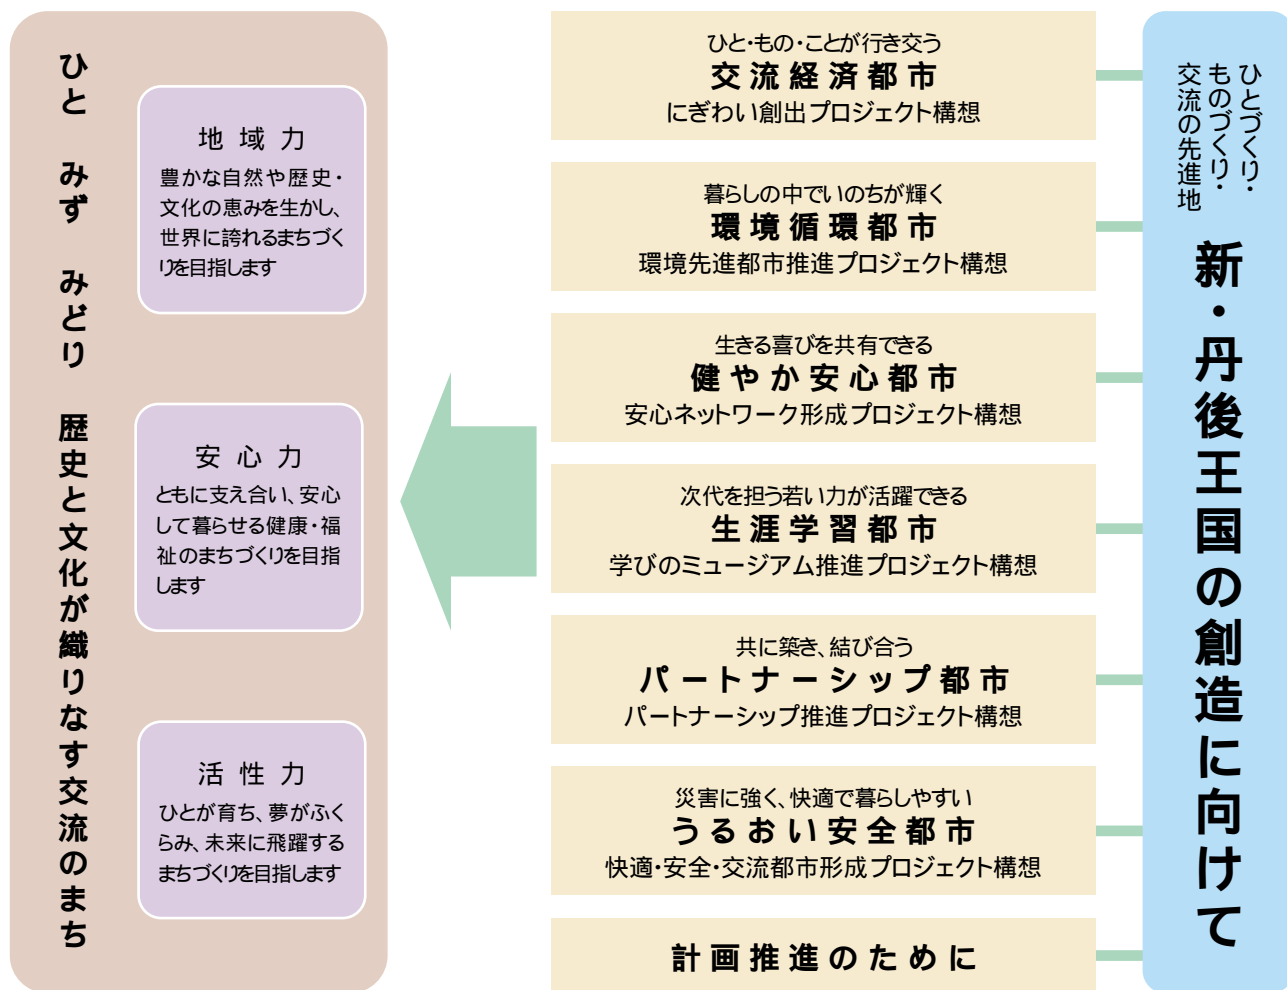 ひと　みず　みどり　歴史と文化が織りなす交流のまち
地域力
豊かな自然や歴史・
文化の恵みを生かし、
世界に誇れるまちづく
りを目指します
安心力
ともに支え合い、安心
して暮らせる健康・福
祉のまちづくりを目指
します
活性力
ひとが育ち、夢がふく
らみ、未来に飛躍する
まちづくりを目指します
ひと・もの・ことが行き交う
交流経済都市
にぎわい創出プロジェクト構想
暮らしの中でいのちが輝く
環境循環都市
環境先進都市推進プロジェクト構想
生きる喜びを共有できる
健やか安心都市
安心ネットワーク形成プロジェクト構想
次代を担う若い力が活躍できる
生涯学習都市
学びのミュージアム推進プロジェクト構想
共に築き、結び合う
パートナーシップ都市
パートナーシップ推進プロジェクト構想
災害に強く、快適で暮らしやすい
うるおい安全都市
快適・安全・交流都市形成プロジェクト構想
計画推進のために
ひとづくり・
ものづくり・
交流の先進地
新・丹後王国の創造に向けて